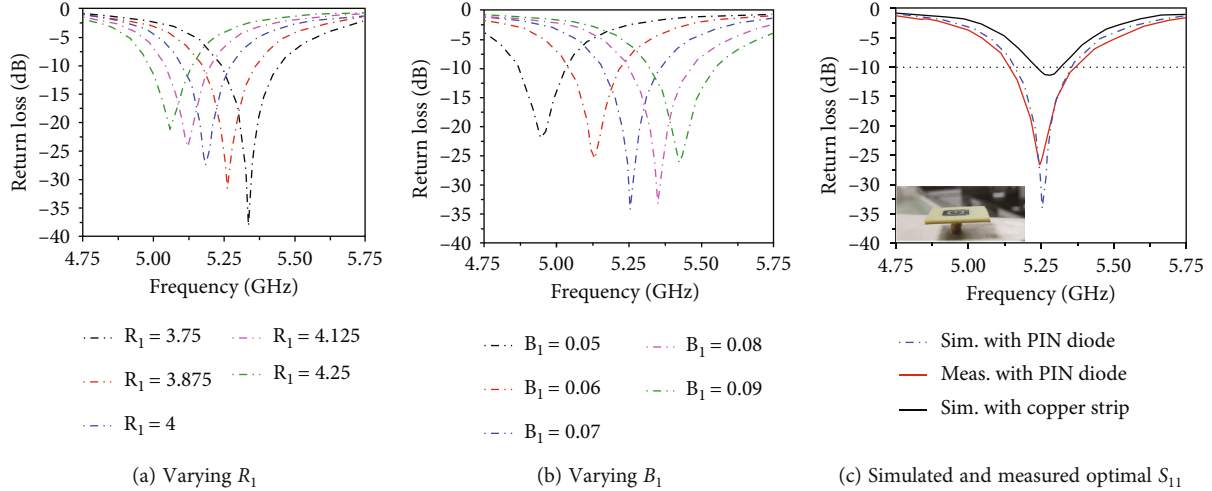 0
−5
−10
−15
−20
−25
−30
−35
−40
Return loss (dB)
4.75 5.00 5.25 5.50 5.75
Frequency (GHz)
R1 = 3.75
R1 = 3.875
R1 = 4
R1 = 4.125
R1 = 4.25
(a) Varying R1
0
−5
−10
−15
−20
−25
−30
−35
−40
Return loss (dB)
4.75 5.00 5.25 5.50 5.75
Frequency (GHz)
B1 = 0.05
B1 = 0.06
B1 = 0.07
B1 = 0.08
B1 = 0.09
(b) Varying B1
0
−5
−10
−15
−20
−25
−30
−35
−40
Return loss (dB)
4.75 5.00 5.25 5.50 5.75
Frequency (GHz)
Sim. with PIN diode
Meas. with PIN diode
Sim. with copper strip
(c) Simulated and measured optimal S11